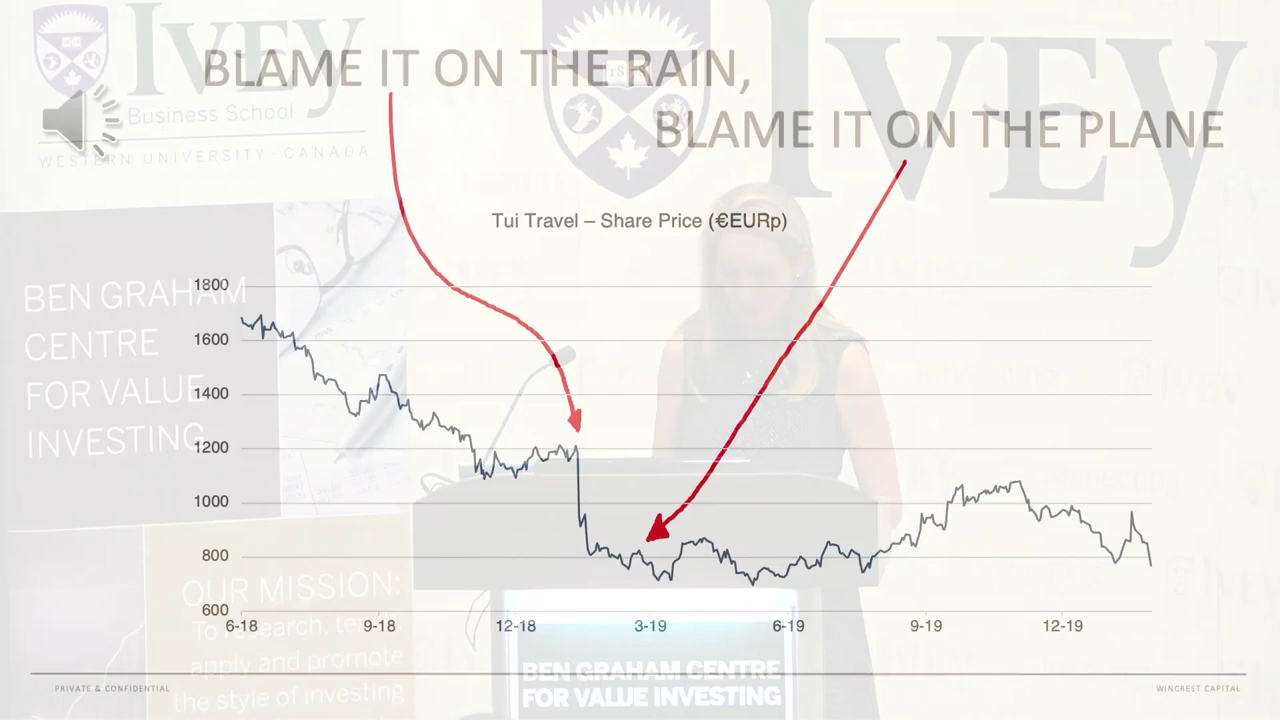 IVEY
Business School
WESTERN UNIVERSITY · CANADA
IVEY
BLAME IT ON THE RAIN,
BLAME IT ON THE PLANE
Tui Travel – Share Price (€EURp)
1800
1600
1400
1200
1000
800
600
6-18
9-18
12-18
3-19
6-19
9-19
12-19
BEN GRAHAM
CENTRE
FOR VALUE
INVESTING
OUR MISSION:
To research,
apply and promote
the style of investing
BEN GRAHAM CENTRE
FOR VALUE INVESTING
PRIVATE & CONFIDENTIAL
WINCREST CAPITAL